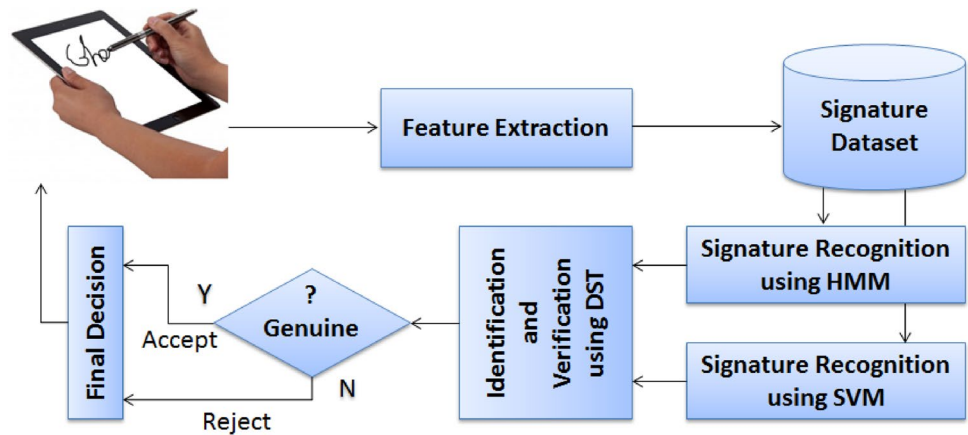 Feature Extraction
Signature
Dataset
Signature Recognition
using HMM
Signature Recognition
using SVM
Identification
and
Verification
using DST
?
Genuine
Y
Accept
N
Reject
Final Decision